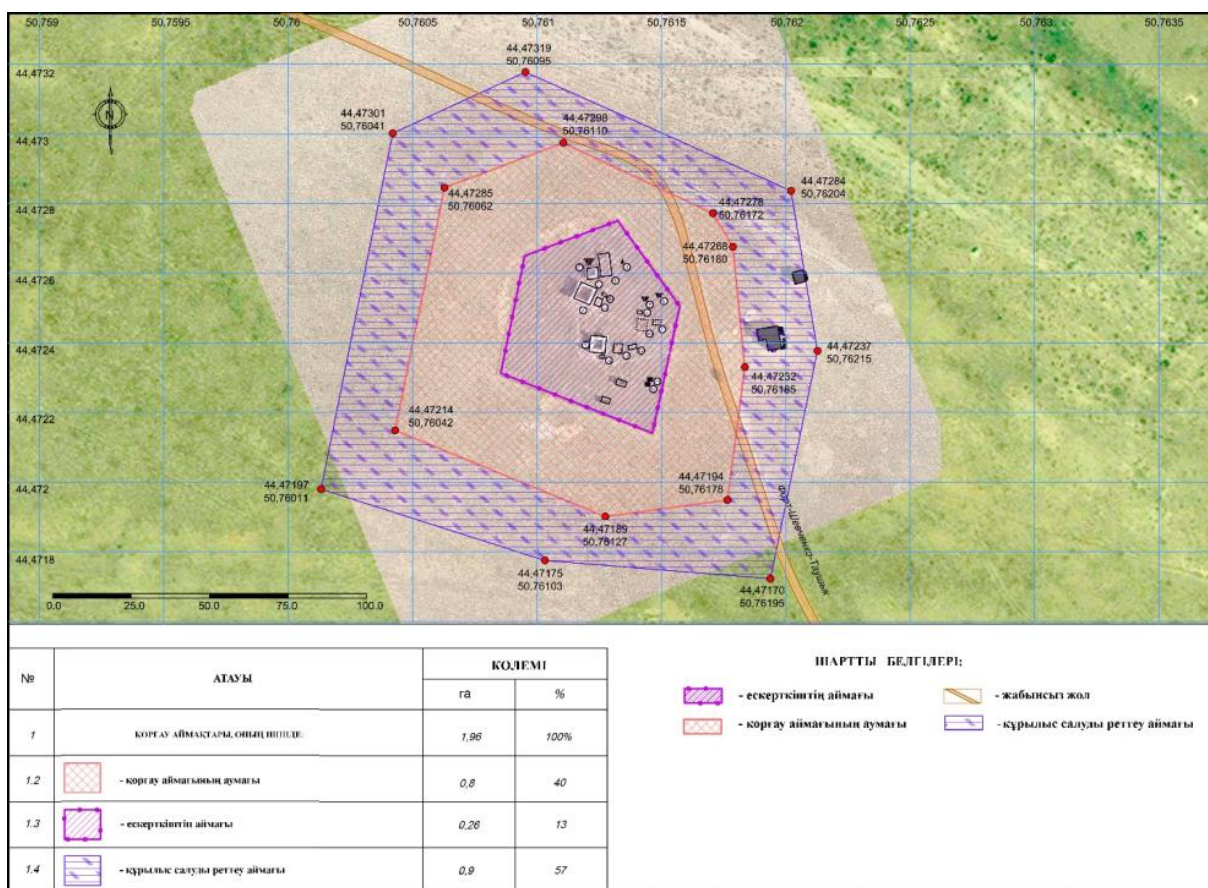 50,759 50,7595 50,76 50,7605 50,761 50,7615 50,762 50,7625 50,763 50,7635
44,47319
50,76095
44,4732
N
44,47301
50,76041
44,47298
50,76110
44,473
44,47285
50,76062
44,47284
50,76204
44,4728
44,47278
50,76172
44,47268
50,76180
44,4726
44,4724
44,47237
50,76215
44,47232
50,76185
44,47214
50,76042
44,4722
44,47197
50,76011
44,472
44,47194
50,76178
44,47189
50,76127
Форт-Шевченко-Таушык
44,4718
44,47175
50,76103
44,47170
50,76195
0.0 25,0 50.0 75.0 100.0
№ АТАУЫ КӨЛЕМІ
га %
1 ҚОРҒАУ АЙМАҚТАРЫ, ОНЫҢ ІШІНДЕ: 1,96 100%
1.2 - қорғау аймағының аумағы 0,8 40
1.3 - ескерткіштің аймағы 0,26 13
1.4 - құрылыс салуды реттеу аймағы 0,9 57
ШАРТТЫ БЕЛГІЛЕРІ:
- ескерткіштің аймағы - жабынсыз жол
- қорғау аймағының аумағы - құрылыс салуды реттеу аймағы